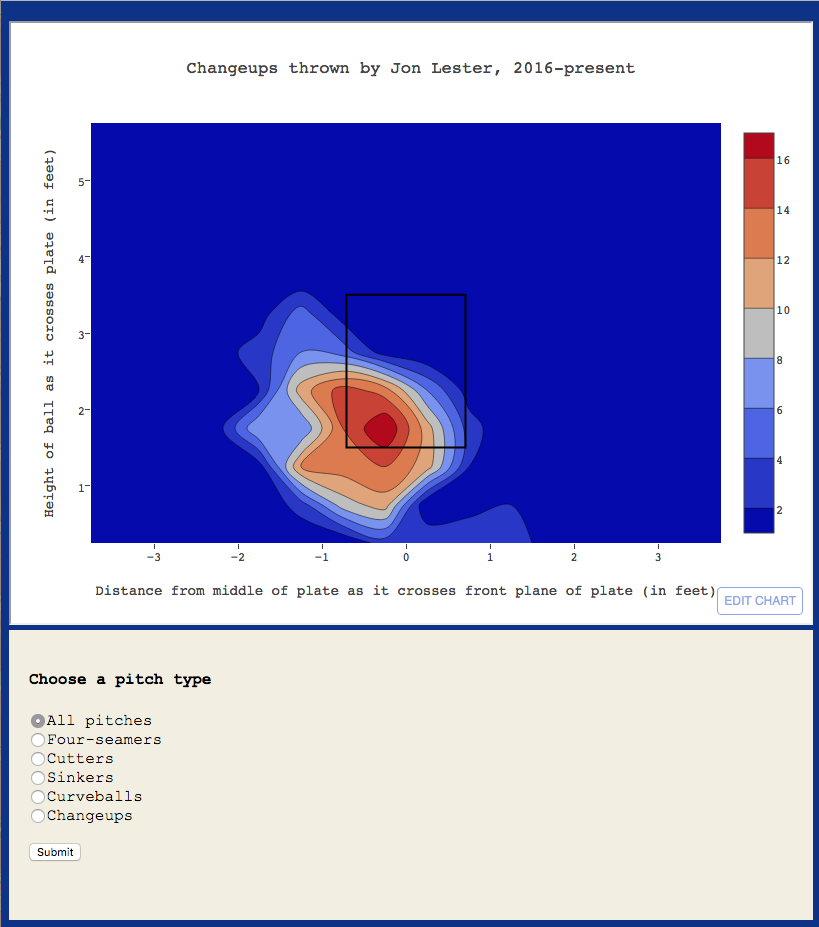 Changeups thrown by Jon Lester, 2016-present
Height of ball as it crosses plate (in feet)
5
4
3
2
1
−3
−2
−1
0
1
2
3
Distance from middle of plate as it crosses front plane of plate (in feet)
16
14
12
10
8
6
4
2
EDIT CHART
Choose a pitch type
All pitches
Four-seamers
Cutters
Sinkers
Curveballs
Changeups
Submit